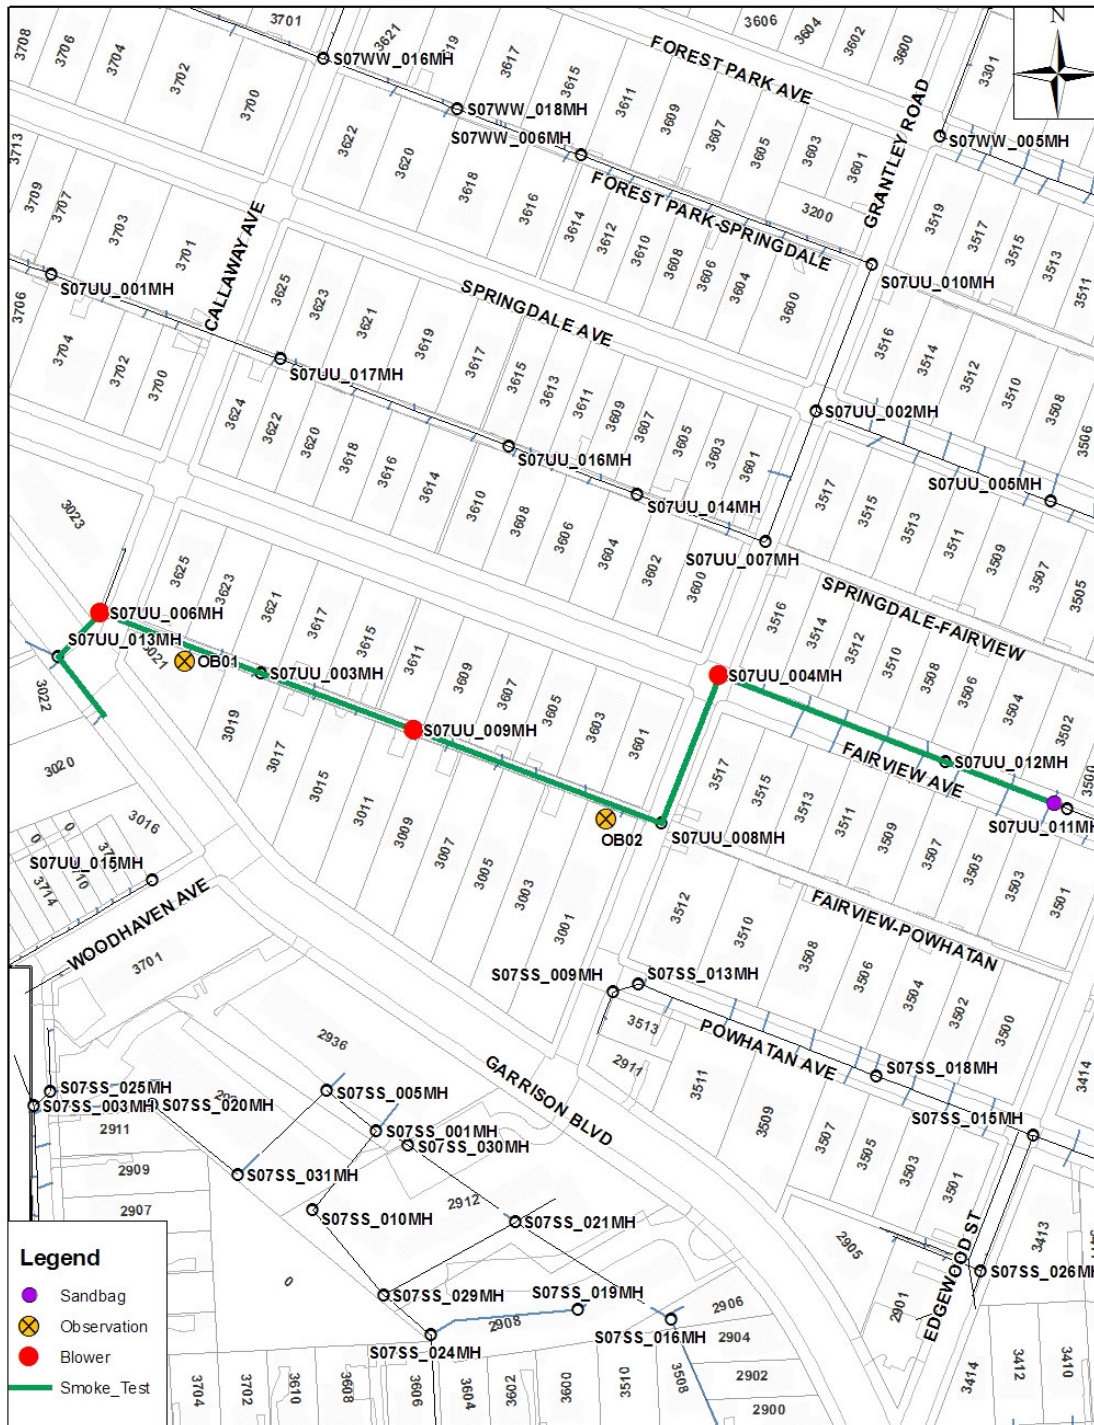 3701
3621
3619
3617
3615
3611
3609
3607
3605
3603
3601
3606
3604
3602
3600
3301
N
3708
3706
3704
3702
3700
FOREST PARK AVE
GRANTLEY ROAD
S07WW_016MH
S07WW_018MH
S07WW_006MH
S07WW_005MH
3713
3709
3707
3703
3701
3622
3620
3618
3616
3614
3612
3610
3608
3606
3604
3600
3200
FOREST PARK-SPRINGDALE
3519
3517
3515
3513
3511
S07UU_010MH
S07UU_001MH
CALLAWAY AVE
SPRINGDALE AVE
3625
3623
3621
3619
3617
3615
3613
3611
3609
3607
3605
3603
3601
3706
3704
3702
3700
S07UU_017MH
3516
3514
3512
3510
3508
3506
S07UU_002MH
3624
3622
3620
3618
3616
3614
3610
3608
3606
3604
3602
3600
S07UU_016MH
S07UU_014MH
S07UU_007MH
S07UU_005MH
3517
3515
3513
3511
3509
3507
3505
SPRINGDALE-FAIRVIEW
3023
3625
3623
3621
3617
3615
3611
3609
3607
3605
3603
3601
S07UU_006MH
S07UU_013MH
OB01
S07UU_003MH
S07UU_009MH
S07UU_004MH
3516
3514
3512
3510
3508
3506
3504
3502
3500
S07UU_012MH
FAIRVIEW AVE
S07UU_011MH
3022
3021
3020
3019
3017
3015
3011
3009
3007
3005
3003
3001
OB02
S07UU_008MH
3517
3515
3513
3511
3509
3507
3505
3503
3501
3016
0
0
3714
S07UU_015MH
WOODHAVEN AVE
3701
FAIRVIEW-POWHATAN
3512
3510
3508
3506
3504
3502
3500
S07SS_009MH
S07SS_013MH
3513
2911
POWHATAN AVE
S07SS_018MH
3414
2936
GARRISON BLVD
3511
3509
3507
3505
3503
3501
S07SS_015MH
S07SS_025MH
S07SS_003MH
S07SS_020MH
S07SS_005MH
S07SS_001MH
S07SS_030MH
2911
2909
2907
S07SS_031MH
S07SS_010MH
2912
S07SS_021MH
2905
EDGEWOOD ST
3413
S07SS_026MH
2901
0
S07SS_029MH
S07SS_019MH
2908
S07SS_024MH
S07SS_016MH
2906
2904
2902
2900
3704
3702
3610
3608
3606
3604
3602
3600
3510
3508
3414
3412
3410
Legend
Sandbag
Observation
Blower
Smoke_Test